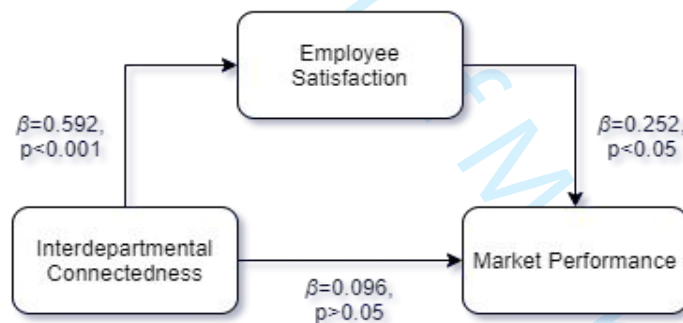 Employee
Satisfaction
β=0.592,
p<0.001
β=0.252,
p<0.05
Interdepartmental
Connectedness
Market Performance
β=0.096,
p>0.05
f M